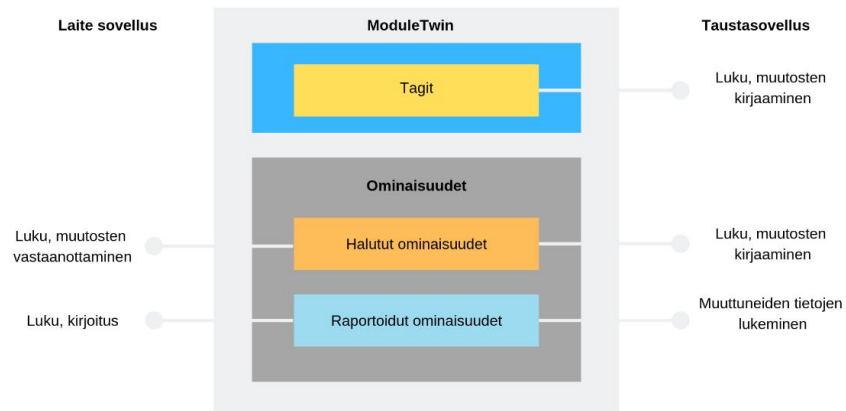 Laite sovellus
ModuleTwin
Taustasovellus
Tagit
Luku, muutosten
kirjaaminen
Ominaisuudet
Luku, muutosten
vastaanottaminen
Halutut ominaisuudet
Luku, muutosten
kirjaaminen
Luku, kirjoitus
Raportoidut ominaisuudet
Muuttuneiden tietojen
lukeminen